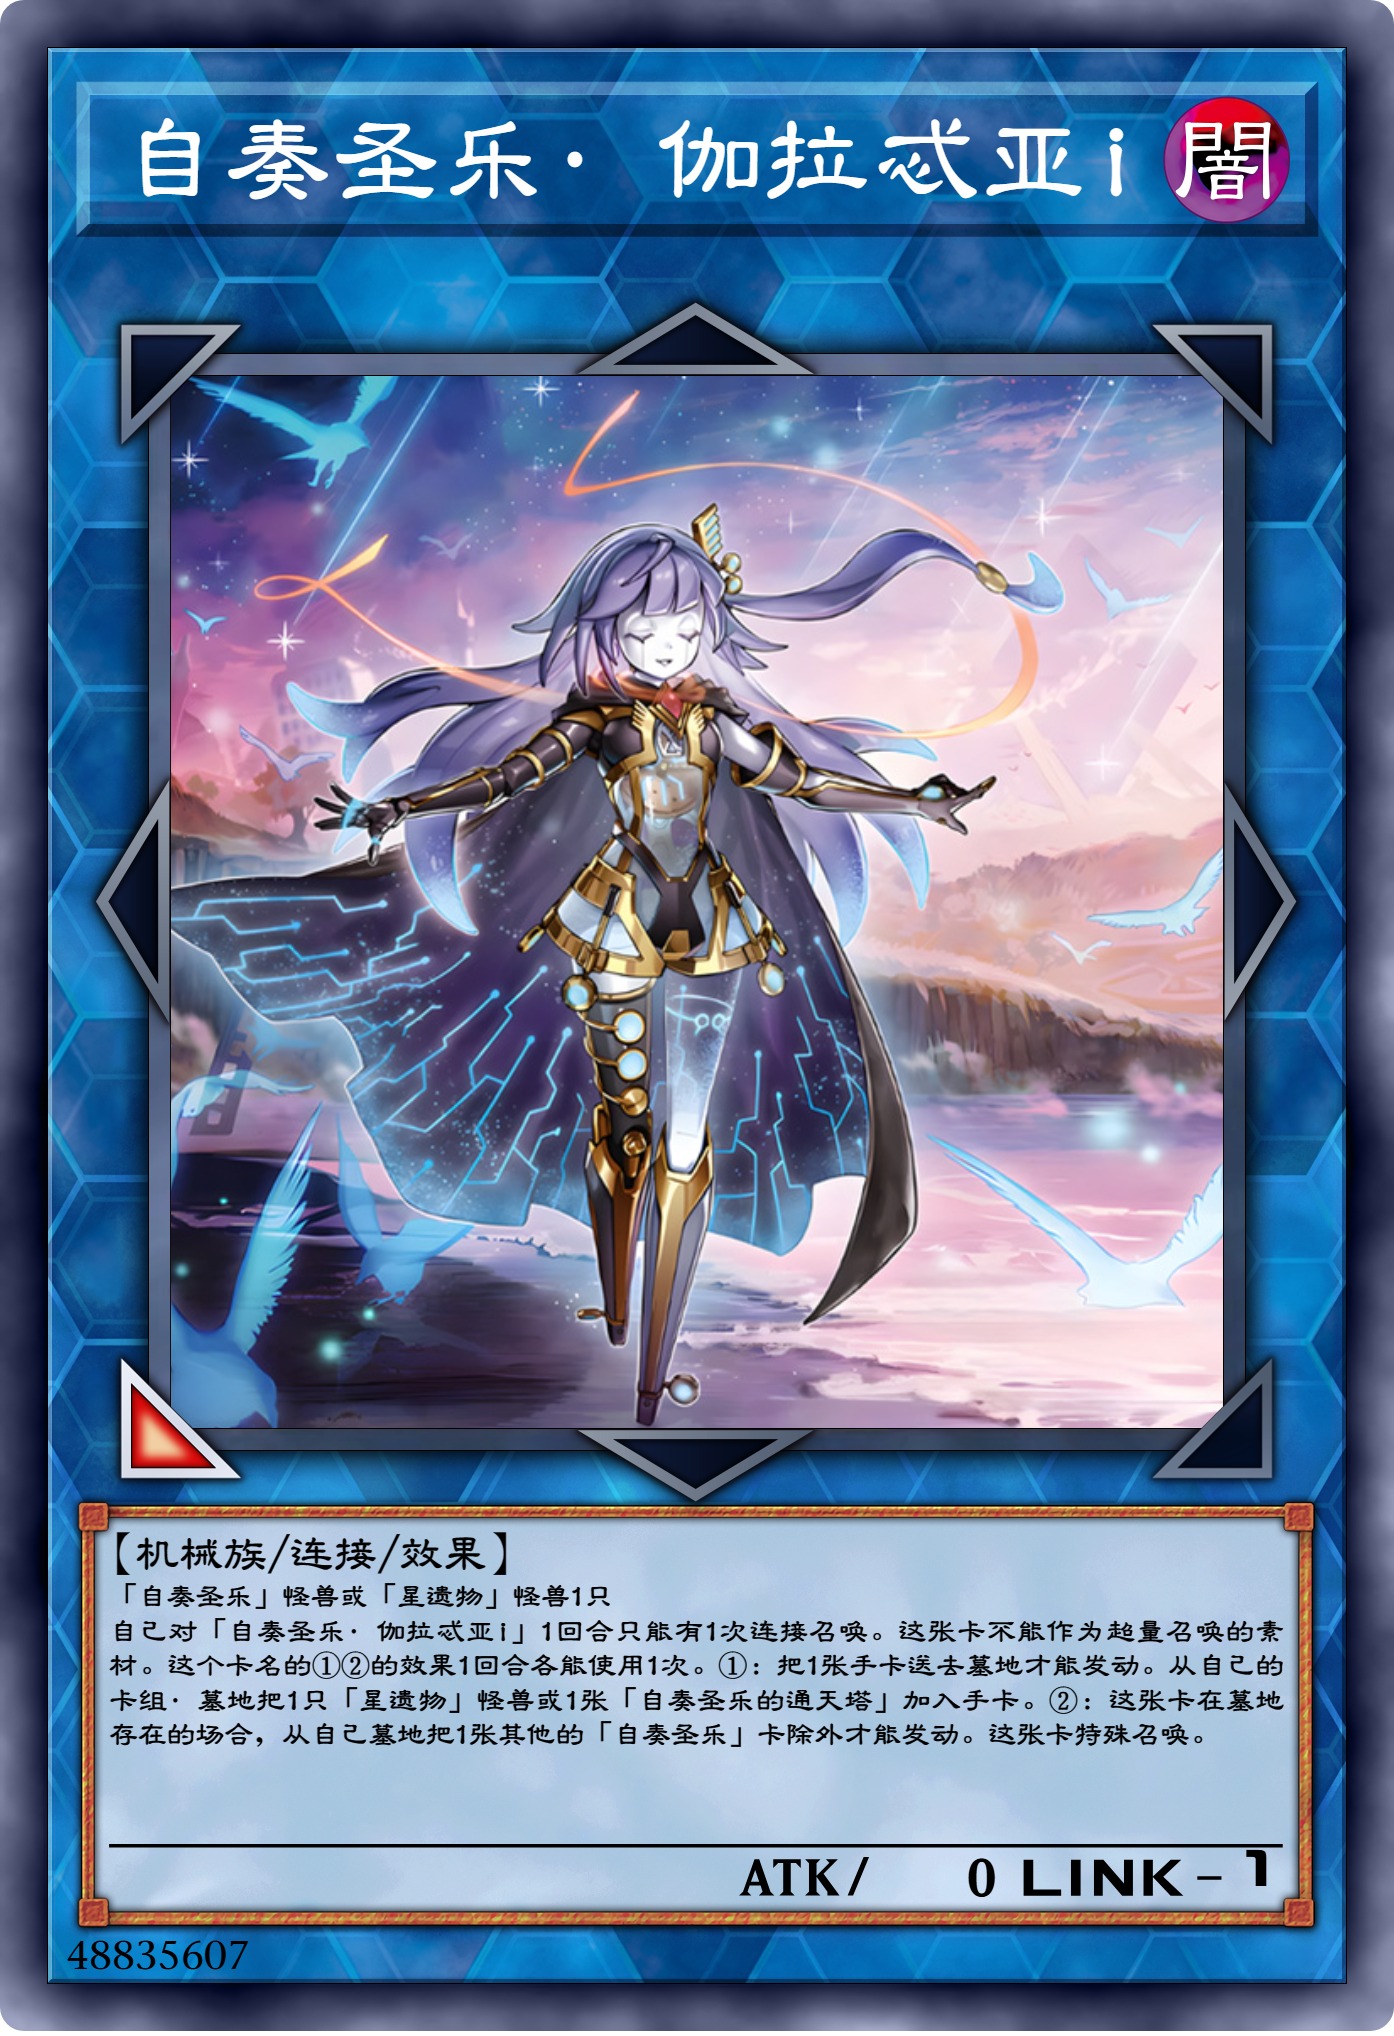 自奏圣乐·伽拉忒亚i 闇
【机械族/连接/效果】
「自奏圣乐」怪兽或「星遗物」怪兽1只
自己对「自奏圣乐·伽拉忒亚i」1回合只能有1次连接召唤。这张卡不能作为超量召唤的素
材。这个卡名的①②的效果1回合各能使用1次。①：把1张手卡送去墓地才能发动。从自己的
卡组·墓地把1只「星遗物」怪兽或1张「自奏圣乐的通天塔」加入手卡。②：这张卡在墓地
存在的场合，从自己墓地把1张其他的「自奏圣乐」卡除外才能发动。这张卡特殊召唤。
ATK/ 0 LINK-1
48835607